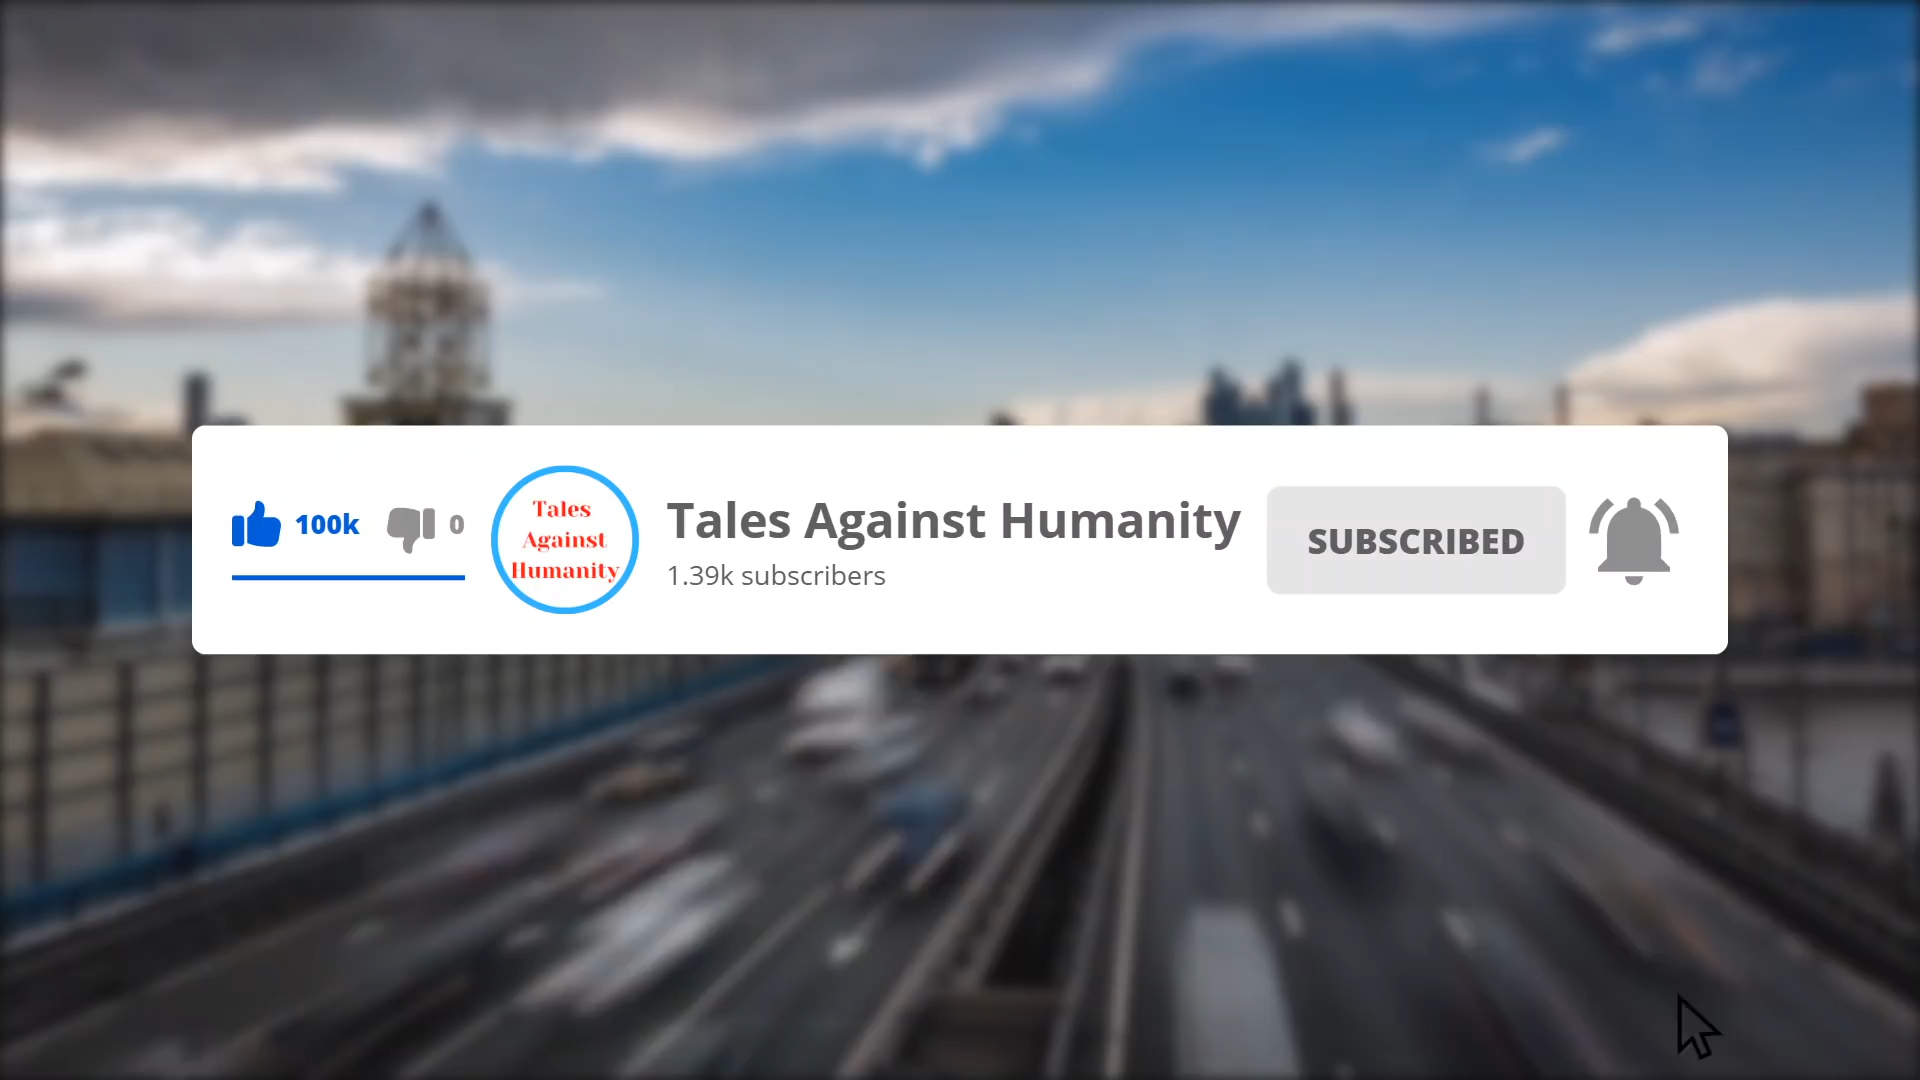 100k
0
Tales
Against
Humanity
Tales Against Humanity
1.39k subscribers
SUBSCRIBED